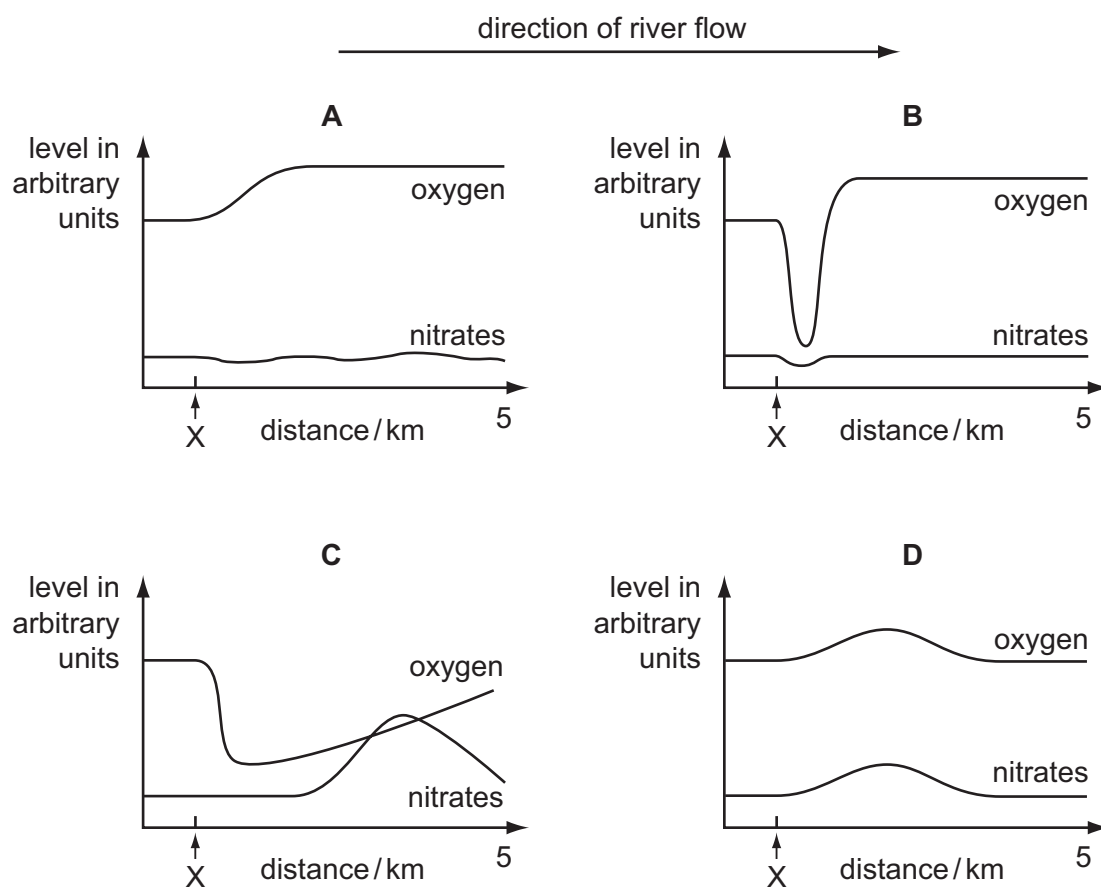 direction of river flow
A
level in
arbitrary
units
oxygen
nitrates
X
distance / km
5
B
level in
arbitrary
units
oxygen
nitrates
X
distance / km
5
C
level in
arbitrary
units
oxygen
nitrates
X
distance / km
5
D
level in
arbitrary
units
oxygen
nitrates
X
distance / km
5